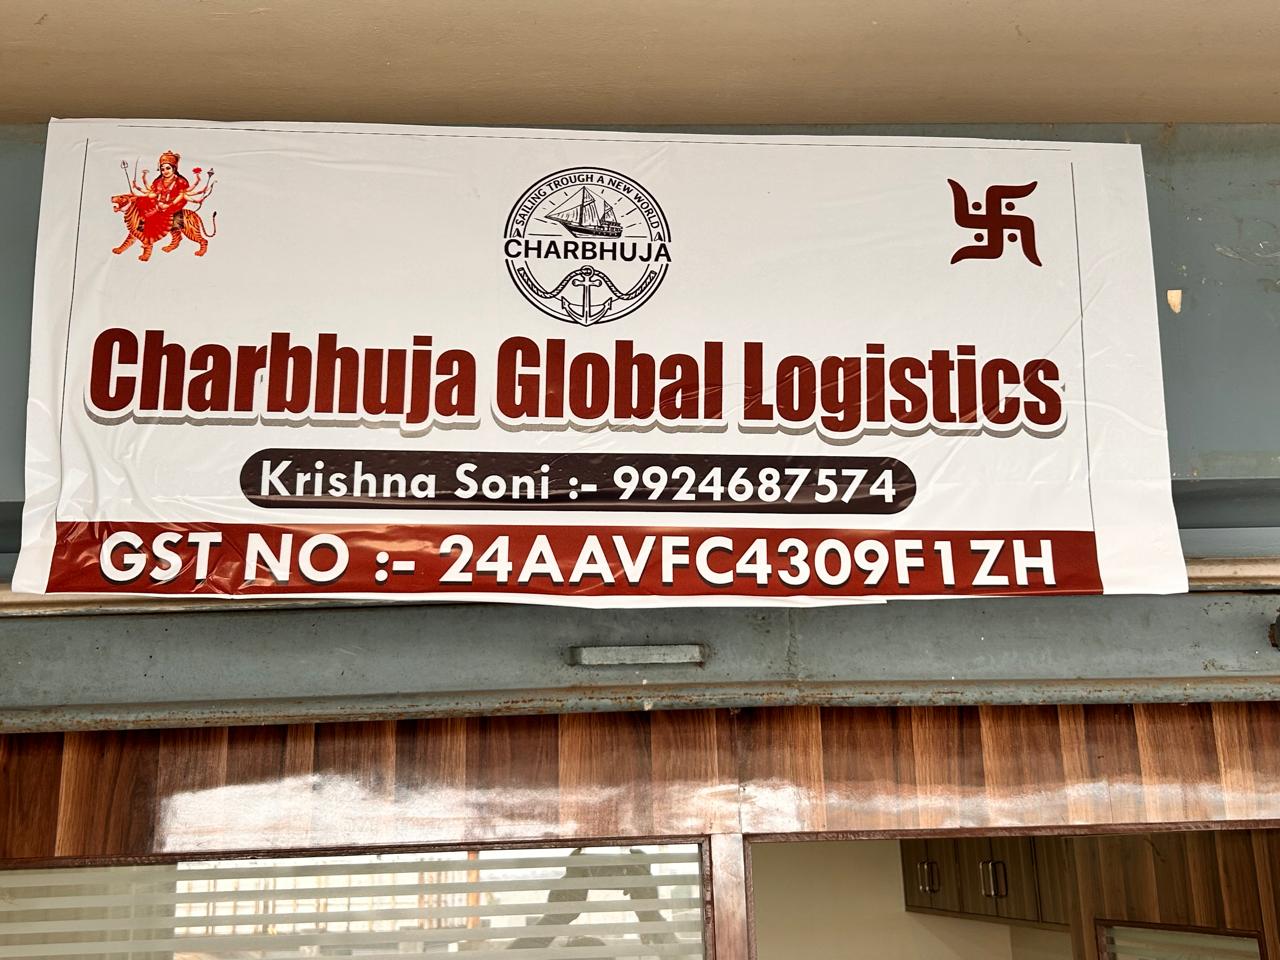 SAILING TROUGH A NEW WORLD
CHARBHUJA
Charbhuja Global Logistics
Krishna Soni :- 9924687574
GST NO :- 24AAVFC4309F1ZH